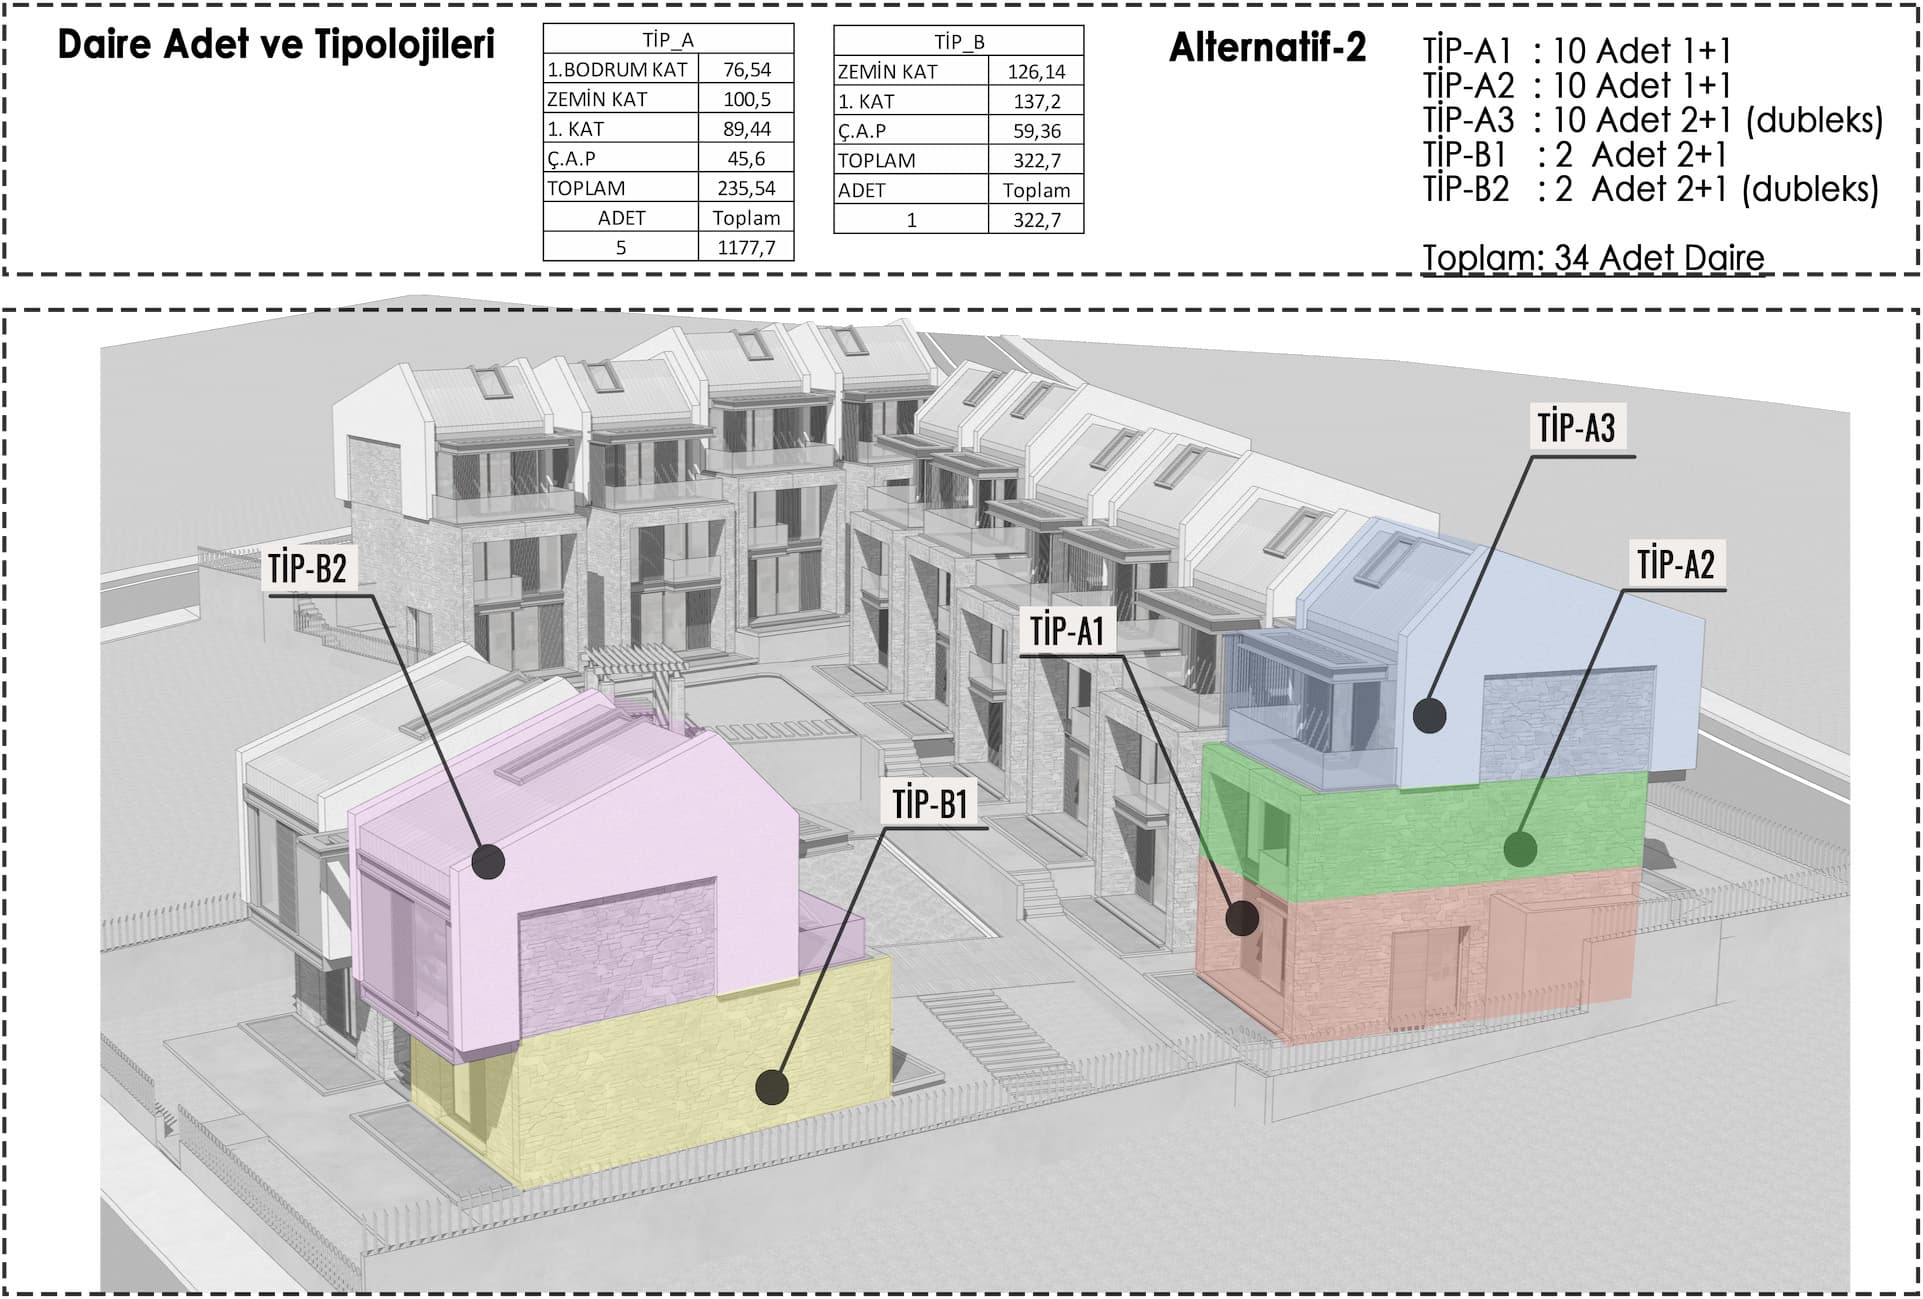 Daire Adet ve Tipolojileri
TİP_A
1.BODRUM KAT 76,54
ZEMİN KAT 100,5
1. KAT 89,44
Ç.A.P 45,6
TOPLAM 235,54
ADET Toplam
5 1177,7
TİP_B
ZEMİN KAT 126,14
1. KAT 137,2
Ç.A.P 59,36
TOPLAM 322,7
ADET Toplam
1 322,7
Alternatif-2
TİP-A1 : 10 Adet 1+1
TİP-A2 : 10 Adet 1+1
TİP-A3 : 10 Adet 2+1 (dubleks)
TİP-B1 : 2 Adet 2+1
TİP-B2 : 2 Adet 2+1 (dubleks)
Toplam: 34 Adet Daire
TİP-A3
TİP-A2
TİP-B2
TİP-A1
TİP-B1